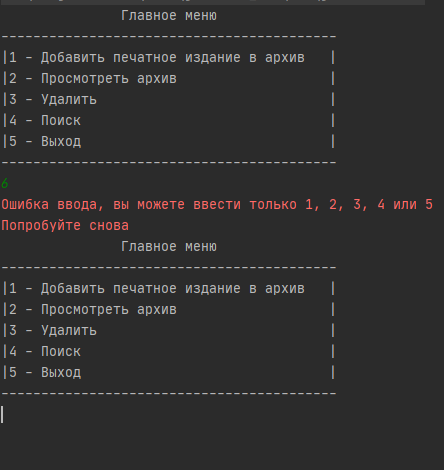 Главное меню
------------------------------------------
|1 - Добавить печатное издание в архив   |
|2 - Просмотреть архив                   |
|3 - Удалить                             |
|4 - Поиск                               |
|5 - Выход                               |
------------------------------------------
6
Ошибка ввода, вы можете ввести только 1, 2, 3, 4 или 5
Попробуйте снова
Главное меню
------------------------------------------
|1 - Добавить печатное издание в архив   |
|2 - Просмотреть архив                   |
|3 - Удалить                             |
|4 - Поиск                               |
|5 - Выход                               |
------------------------------------------